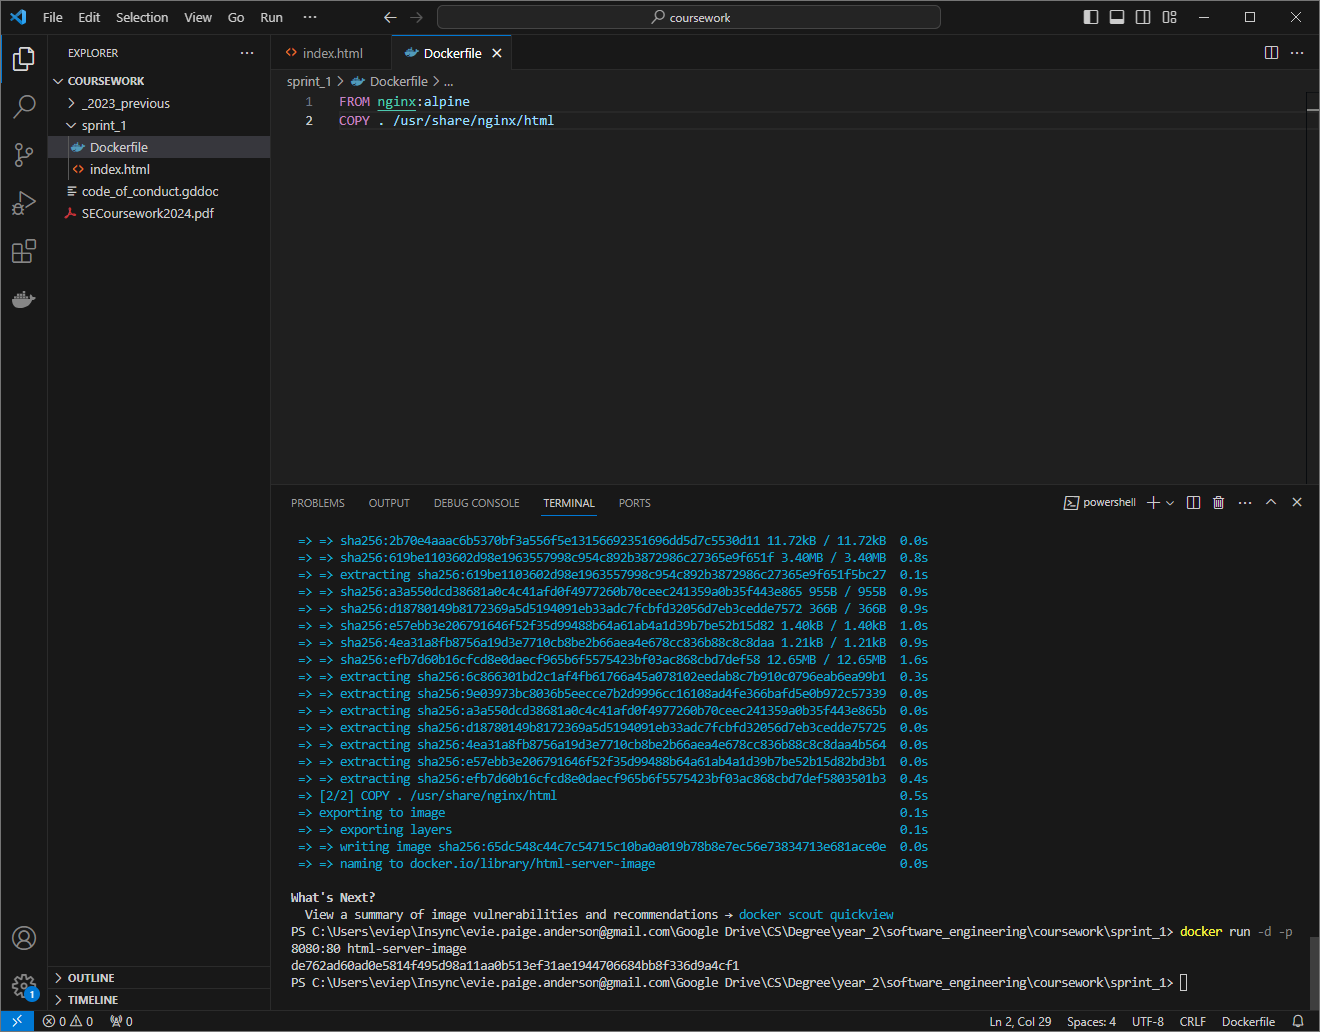 File Edit Selection View Go Run ···
coursework
EXPLORER
COURSEWORK
_2023_previous
sprint_1
Dockerfile
index.html
code_of_conduct.gddoc
SECoursework2024.pdf
OUTLINE
TIMELINE
index.html
Dockerfile
sprint_1 > Dockerfile > ...
1 FROM nginx:alpine
2 COPY . /usr/share/nginx/html
PROBLEMS OUTPUT DEBUG CONSOLE TERMINAL PORTS
powershell
=> => sha256:2b70e4aaac6b5370bf3a556f5e13156692351696dd5d7c5530d11 11.72kB / 11.72kB 0.0s
=> => sha256:619be1103602d98e1963557998c954c892b3872986c27365e9f651f 3.40MB / 3.40MB 0.8s
=> => extracting sha256:619be1103602d98e1963557998c954c892b3872986c27365e9f651f5bc27 0.1s
=> => sha256:a3a550dcd38681a0c4c41afd0f4977260b70ceec241359a0b35f443e865 955B / 955B 0.9s
=> => sha256:d18780149b8172369a5d5194091eb33adc7fcbfd32056d7eb3cedde7572 366B / 366B 0.9s
=> => sha256:e57ebb3e206791646f52f35d99488b64a61ab4a1d39b7be52b15d82 1.40kB / 1.40kB 1.0s
=> => sha256:4ea31a8fb8756a19d3e7710cb8be2b66aea4e678cc836b88c8c8daa 1.21kB / 1.21kB 0.9s
=> => sha256:efb7d60b16cfcd8e0daecf965b6f5575423bf03ac868cbd7def58 12.65MB / 12.65MB 1.6s
=> => extracting sha256:6c866301bd2c1af4fb61766a45a078102eedab8c7b910c0796eab6ea99b1 0.3s
=> => extracting sha256:9e03973bc8036b5eecce7b2d9996cc16108ad4fe366bafd5e0b972c57339 0.0s
=> => extracting sha256:a3a550dcd38681a0c4c41afd0f4977260b70ceec241359a0b35f443e865b 0.0s
=> => extracting sha256:d18780149b8172369a5d5194091eb33adc7fcbfd32056d7eb3cedde75725 0.0s
=> => extracting sha256:4ea31a8fb8756a19d3e7710cb8be2b66aea4e678cc836b88c8c8daa4b564 0.0s
=> => extracting sha256:e57ebb3e206791646f52f35d99488b64a61ab4a1d39b7be52b15d82bd3b1 0.0s
=> => extracting sha256:efb7d60b16cfcd8e0daecf965b6f5575423bf03ac868cbd7def5803501b3 0.4s
=> [2/2] COPY . /usr/share/nginx/html 0.5s
=> exporting to image 0.1s
=> => exporting layers 0.1s
=> => writing image sha256:65dc548c44c7c54715c10ba0a019b78b8e7ec56e73834713e681ace0e 0.0s
=> => naming to docker.io/library/html-server-image 0.0s
What's Next?
View a summary of image vulnerabilities and recommendations → docker scout quickview
PS C:\Users\eviep\Insync\evie.paige.anderson@gmail.com\Google Drive\CS\Degree\year_2\software_engineering\coursework\sprint_1> docker run -d -p
8080:80 html-server-image
de762ad60ad0e5814f495d98a11aa0b513ef31ae1944706684bb8f336d9a4cf1
PS C:\Users\eviep\Insync\evie.paige.anderson@gmail.com\Google Drive\CS\Degree\year_2\software_engineering\coursework\sprint_1>
1
0 0 0
Ln 2, Col 29 Spaces: 4 UTF-8 CRLF Dockerfile